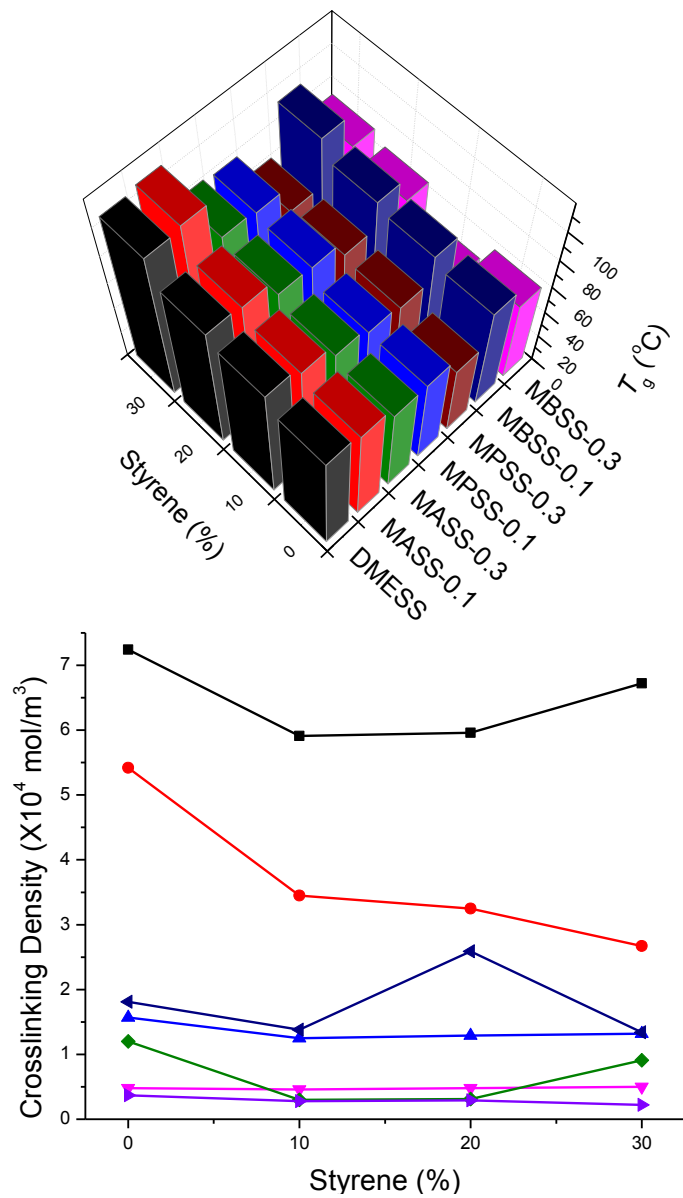 100
80
60
40
20
0
T_g (°C)
30
20
10
0
Styrene (%)
MBSS-0.3
MBSS-0.1
MPSS-0.3
MPSS-0.1
MASS-0.3
MASS-0.1
DMESS
7
6
5
4
3
2
1
0
Crosslinking Density (X10⁴ mol/m³)
0 10 20 30
Styrene (%)